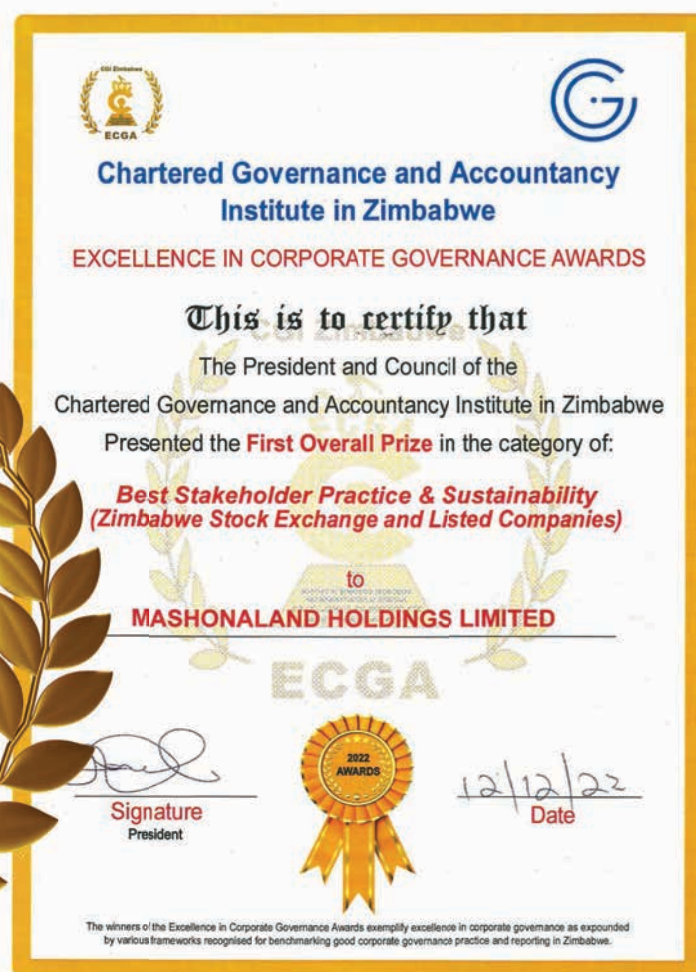 CGI Zimbabwe
ECGA
Chartered Governance and Accountancy
Institute in Zimbabwe
EXCELLENCE IN CORPORATE GOVERNANCE AWARDS
This is to certify that
CGI Zimbabwe
The President and Council of the
Chartered Governance and Accountancy Institute in Zimbabwe
ECGA
Presented the First Overall Prize in the category of:
Best Stakeholder Practice & Sustainability
(Zimbabwe Stock Exchange and Listed Companies)
to
MASHONALAND HOLDINGS LIMITED
ECGA
2022
AWARDS
12/12/22
Signature
Date
President
The winners of the Excellence in Corporate Governance Awards exemplify excellence in corporate governance as expounded
by various frameworks recognised for benchmarking good corporate governance practice and reporting in Zimbabwe.